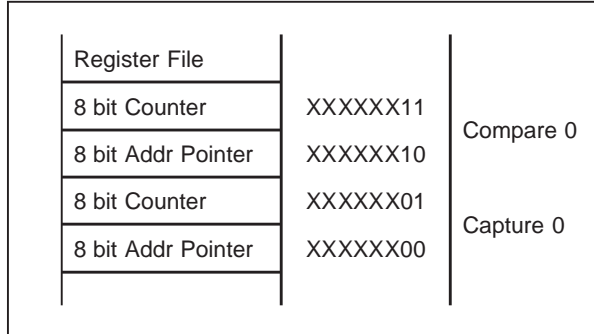 Register File
8 bit Counter XXXXXX11
Compare 0
8 bit Addr Pointer XXXXXX10
8 bit Counter XXXXXX01
Capture 0
8 bit Addr Pointer XXXXXX00